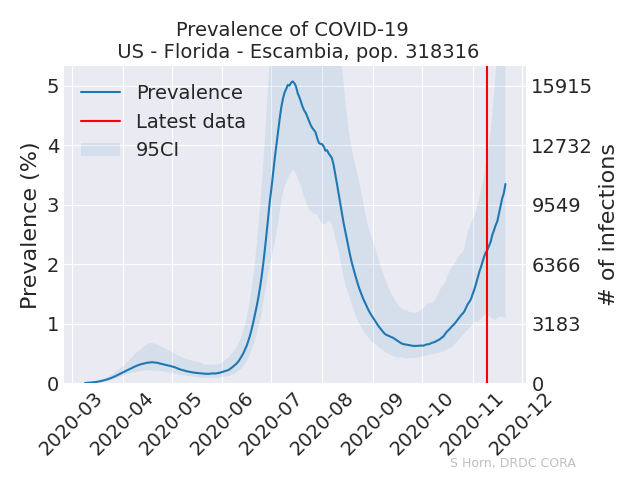 Prevalence of COVID-19
US - Florida - Escambia, pop. 318316
Prevalence
Latest data
95CI
Prevalence (%)
5
4
3
2
1
0
15915
12732
9549
6366
3183
0
# of infections
2020-03
2020-04
2020-05
2020-06
2020-07
2020-08
2020-09
2020-10
2020-11
2020-12
S Horn, DRDC CORA